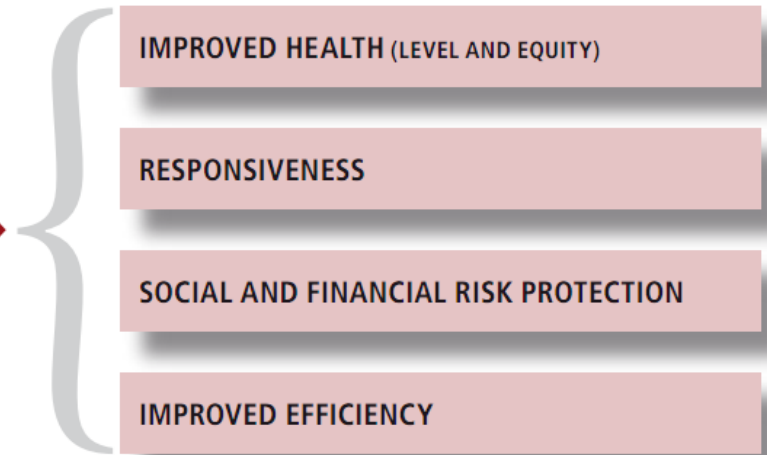 IMPROVED HEALTH (LEVEL AND EQUITY)
RESPONSIVENESS
SOCIAL AND FINANCIAL RISK PROTECTION
IMPROVED EFFICIENCY